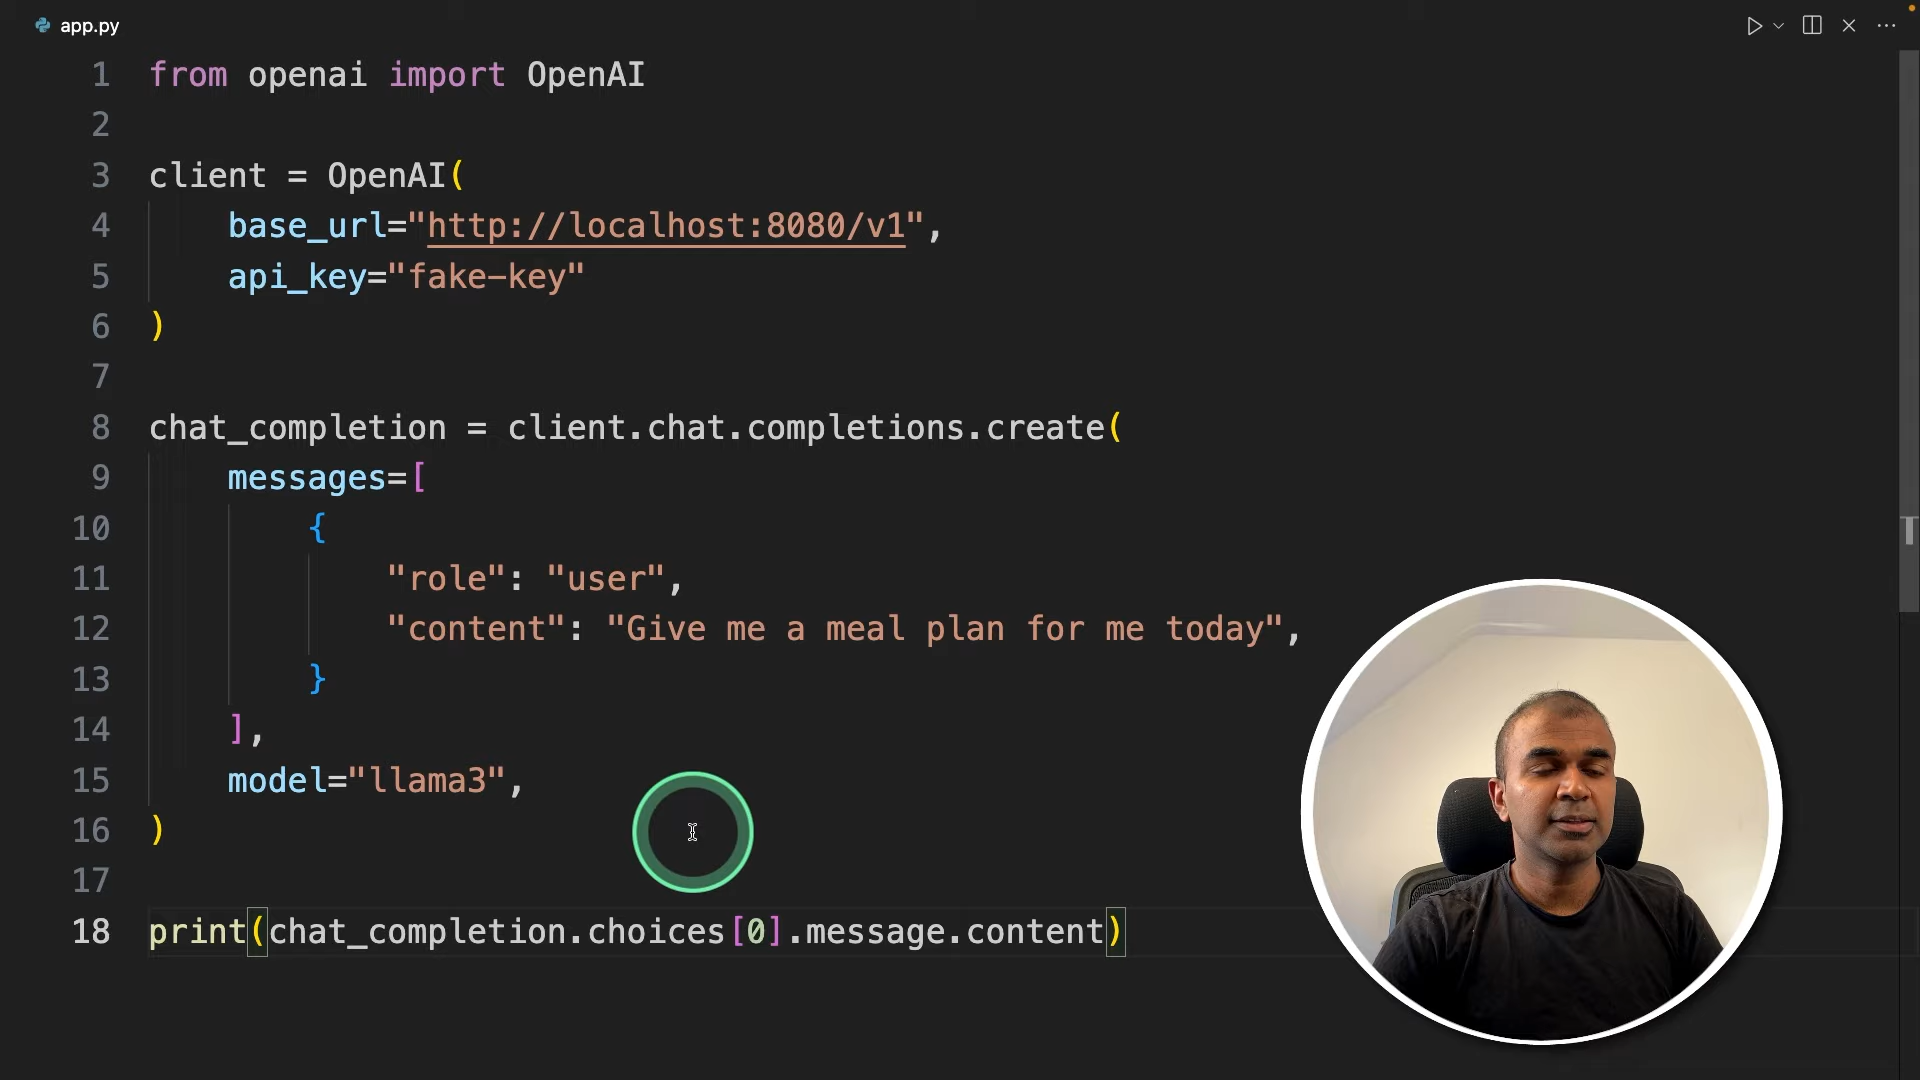 app.py
1 from openai import OpenAI
2
3 client = OpenAI(
4     base_url="http://localhost:8080/v1",
5     api_key="fake-key"
6 )
7
8 chat_completion = client.chat.completions.create(
9     messages=[
10         {
11             "role": "user",
12             "content": "Give me a meal plan for me today",
13         }
14     ],
15     model="llama3",
16 )
17
18 print(chat_completion.choices[0].message.content)